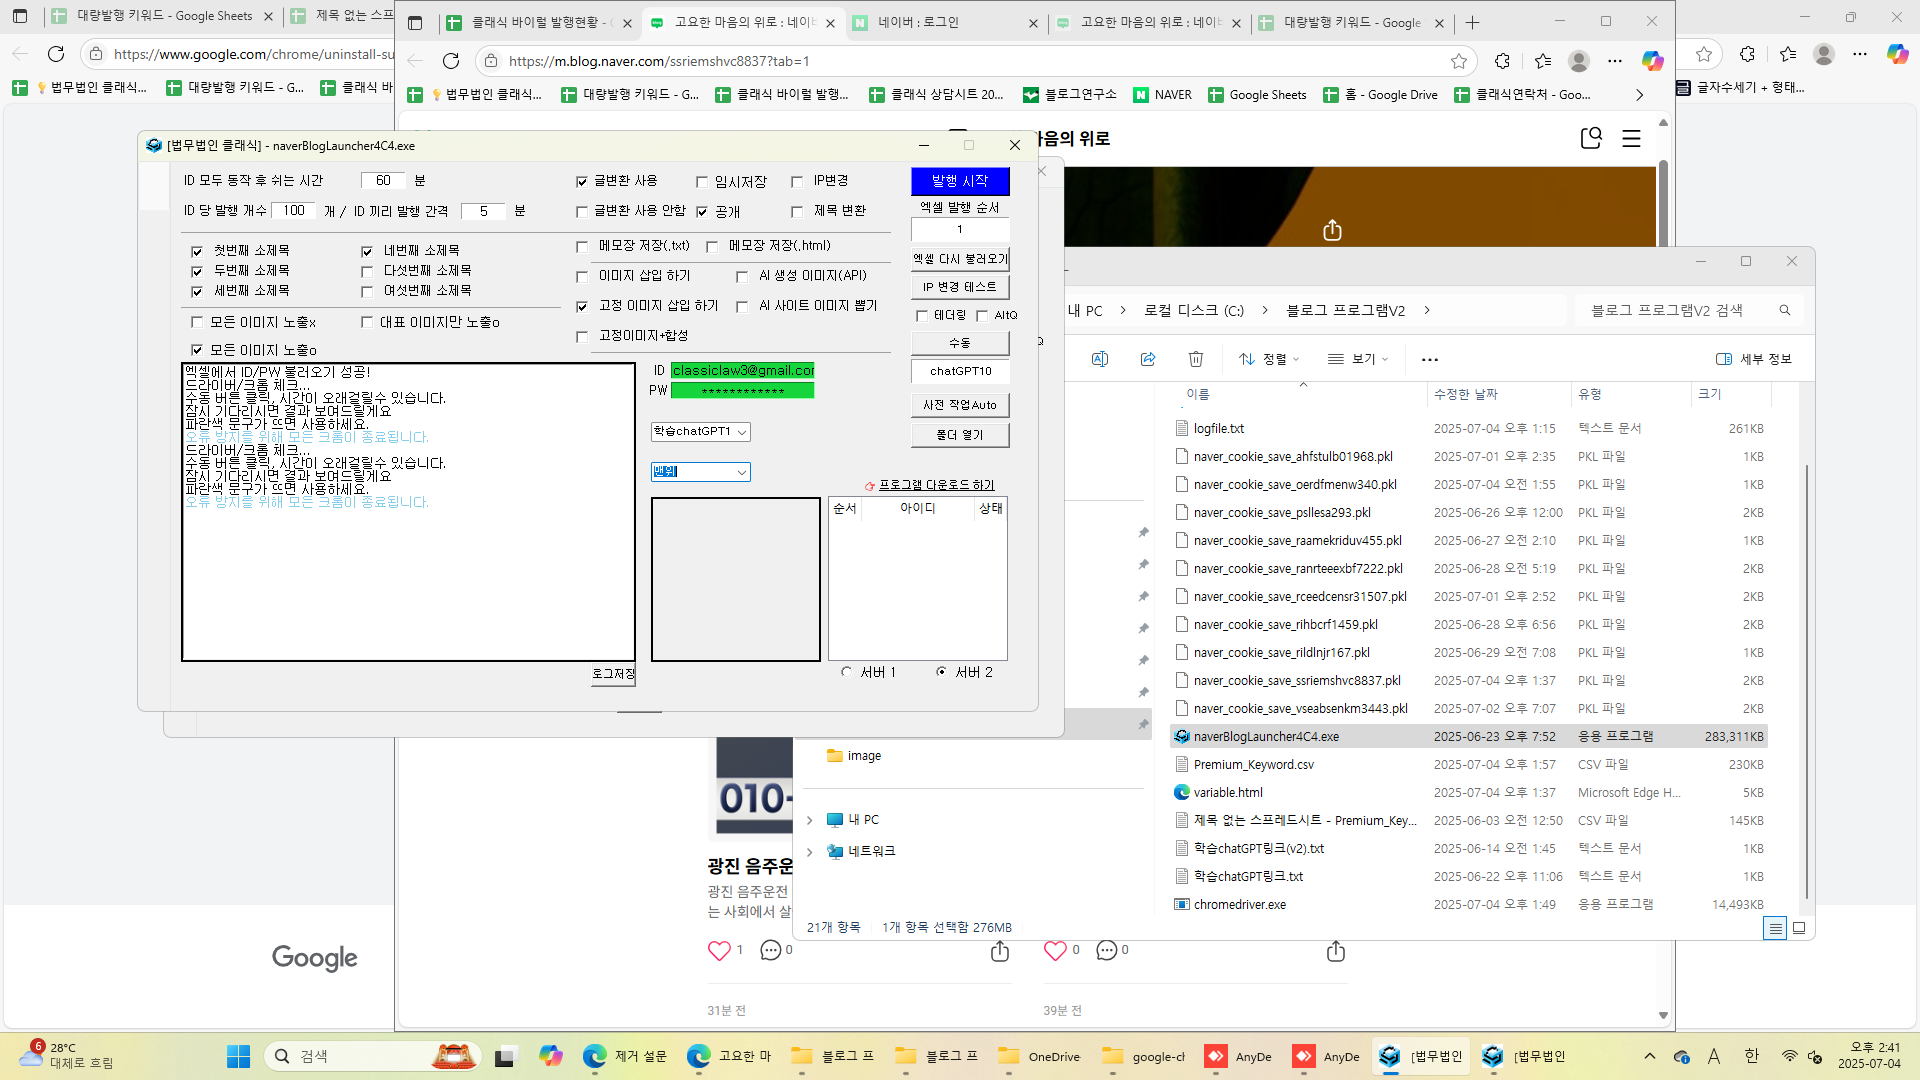 대량발행 키워드 - Google Sheets
제목 없는 스프
클래식 바이럴 발행현황 -
고요한 마음의 위로 : 네이버
네이버 : 로그인
고요한 마음의 위로 : 네이버
대량발행 키워드 - Google
https://www.google.com/chrome/uninstall-su
https://m.blog.naver.com/ssriemshvc8837?tab=1
법무법인 클래식...
대량발행 키워드 - G...
클래식 바
법무법인 클래식...
대량발행 키워드 - G...
클래식 바이럴 발행...
클래식 상담시트 20...
블로그연구소
NAVER
Google Sheets
홈 - Google Drive
클래식연락처 - Goo...
글자수세기 + 형태...
마음의 위로
[법무법인 클래식] - naverBlogLauncher4C4.exe
ID 모두 동작 후 쉬는 시간 60 분
글변환 사용
임시저장
IP변경
발행 시작
ID 당 발행 개수 100 개 / ID 끼리 발행 간격 5 분
글변환 사용 안함
공개
제목 변환
엑셀 발행 순서
1
첫번째 소제목
네번째 소제목
메모장 저장(.txt)
메모장 저장(.html)
엑셀 다시 불러오기
두번째 소제목
다섯번째 소제목
이미지 삽입 하기
AI 생성 이미지(API)
IP 변경 테스트
세번째 소제목
여섯번째 소제목
고정 이미지 삽입 하기
AI 사이트 이미지 뽑기
테더링
AltQ
모든 이미지 노출x
대표 이미지만 노출o
고정이미지+합성
수동
모든 이미지 노출o
엑셀에서 ID/PW 불러오기 성공!
드라이버/크롬 체크...
수동 버튼 클릭, 시간이 오래걸릴수 있습니다.
잠시 기다리시면 결과 보여드릴게요
파란색 문구가 뜨면 사용하세요.
오류 방지를 위해 모든 크롬이 종료됩니다.
드라이버/크롬 체크...
수동 버튼 클릭, 시간이 오래걸릴수 있습니다.
잠시 기다리시면 결과 보여드릴게요
파란색 문구가 뜨면 사용하세요.
오류 방지를 위해 모든 크롬이 종료됩니다.
ID classiclaw3@gmail.com
PW ************
chatGPT10
사전 작업Auto
학습chatGPT1
폴더 열기
맨위
프로그램 다운로드 하기
순서 아이디 상태
로그저장
서버 1
서버 2
내 PC
로컬 디스크 (C:)
블로그 프로그램V2
블로그 프로그램V2 검색
정렬
보기
세부 정보
이름 수정한 날짜 유형 크기
logfile.txt 2025-07-04 오후 1:15 텍스트 문서 261KB
naver_cookie_save_ahfstulb01968.pkl 2025-07-01 오후 2:35 PKL 파일 1KB
naver_cookie_save_oerdfmenw340.pkl 2025-07-04 오전 1:55 PKL 파일 1KB
naver_cookie_save_psllesa293.pkl 2025-06-26 오후 12:00 PKL 파일 2KB
naver_cookie_save_raamekriduv455.pkl 2025-06-27 오전 2:10 PKL 파일 1KB
naver_cookie_save_ranrteeexbf7222.pkl 2025-06-28 오전 5:19 PKL 파일 2KB
naver_cookie_save_rceedcensr31507.pkl 2025-07-01 오후 2:52 PKL 파일 2KB
naver_cookie_save_rihbcrf1459.pkl 2025-06-28 오후 6:56 PKL 파일 2KB
naver_cookie_save_rildlnjr167.pkl 2025-06-29 오전 7:08 PKL 파일 1KB
naver_cookie_save_ssriemshvc8837.pkl 2025-07-04 오후 1:37 PKL 파일 2KB
naver_cookie_save_vseabsenkm3443.pkl 2025-07-02 오후 7:07 PKL 파일 2KB
naverBlogLauncher4C4.exe 2025-06-23 오후 7:52 응용 프로그램 283,311KB
Premium_Keyword.csv 2025-07-04 오후 1:57 CSV 파일 230KB
variable.html 2025-07-04 오후 1:37 Microsoft Edge H... 5KB
제목 없는 스프레드시트 - Premium_Key... 2025-06-03 오전 12:50 CSV 파일 145KB
학습chatGPT링크(v2).txt 2025-06-14 오전 1:45 텍스트 문서 1KB
학습chatGPT링크.txt 2025-06-22 오후 11:06 텍스트 문서 1KB
chromedriver.exe 2025-07-04 오후 1:49 응용 프로그램 14,493KB
image
내 PC
네트워크
21개 항목
1개 항목 선택함 276MB
010-
광진 음주운
광진 음주운전
는 사회에서 살
1
0
0
0
31분 전
39분 전
Google
6
28°C
대체로 흐림
검색
제거 설문
고요한 마
블로그 프
블로그 프
OneDrive
google-ch
AnyDe
AnyDe
[법무법인
[법무법인
A
한
오후 2:41
2025-07-04